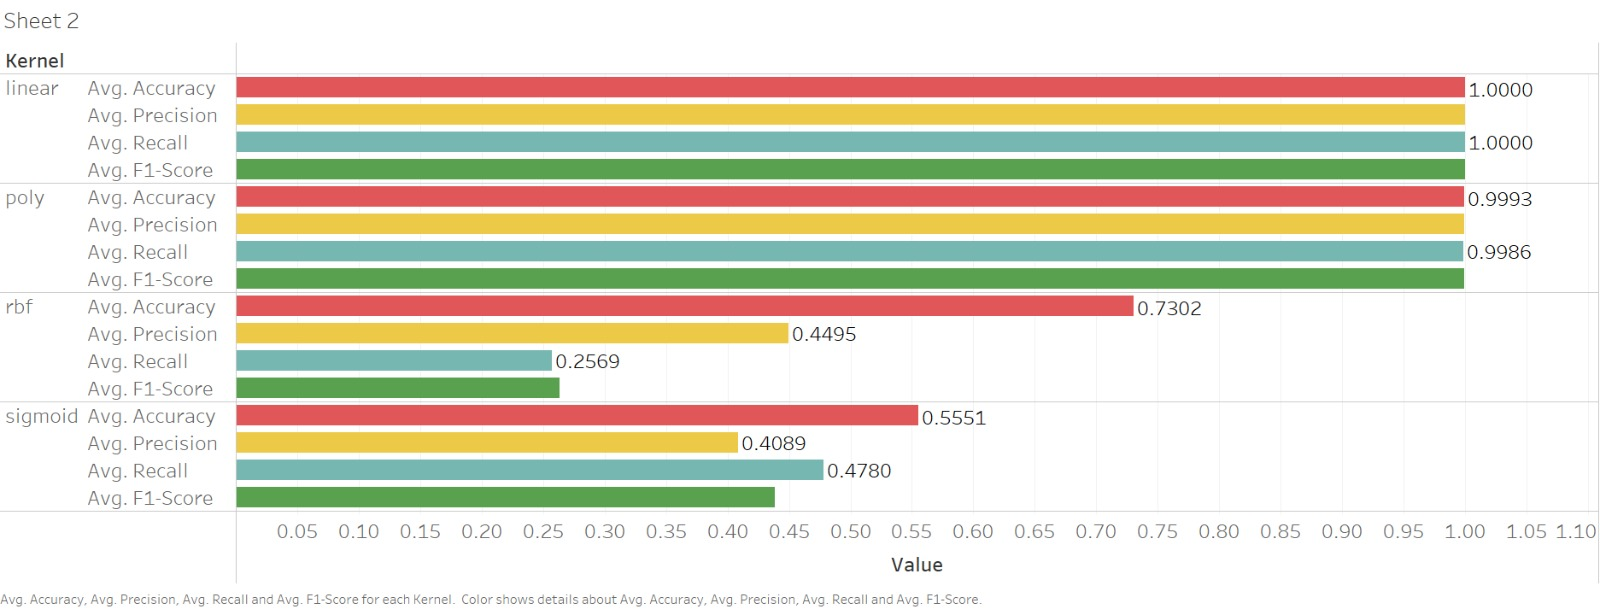 Sheet 2
Kernel
linear Avg. Accuracy 1.0000
Avg. Precision
Avg. Recall 1.0000
Avg. F1-Score
poly Avg. Accuracy 0.9993
Avg. Precision
Avg. Recall 0.9986
Avg. F1-Score
rbf Avg. Accuracy 0.7302
Avg. Precision 0.4495
Avg. Recall 0.2569
Avg. F1-Score
sigmoid Avg. Accuracy 0.5551
Avg. Precision 0.4089
Avg. Recall 0.4780
Avg. F1-Score
0.05 0.10 0.15 0.20 0.25 0.30 0.35 0.40 0.45 0.50 0.55 0.60 0.65 0.70 0.75 0.80 0.85 0.90 0.95 1.00 1.05 1.10
Value
Avg. Accuracy, Avg. Precision, Avg. Recall and Avg. F1-Score for each Kernel. Color shows details about Avg. Accuracy, Avg. Precision, Avg. Recall and Avg. F1-Score.